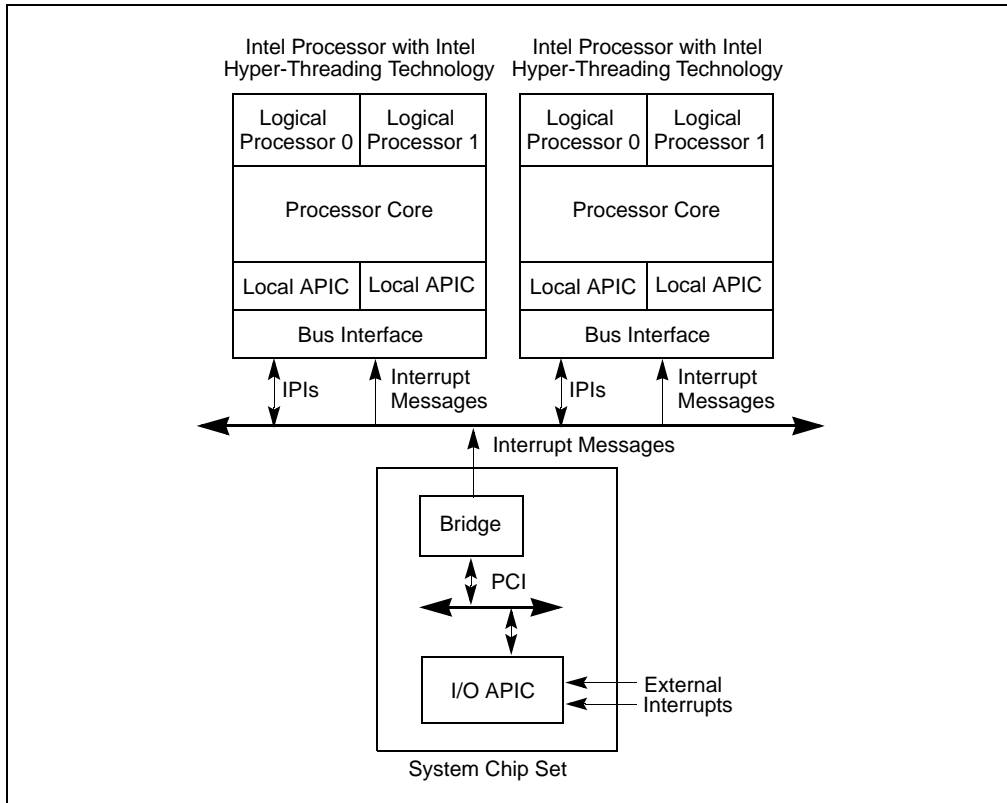 Intel Processor with Intel
Hyper-Threading Technology
Intel Processor with Intel
Hyper-Threading Technology
Logical
Processor 0
Logical
Processor 1
Logical
Processor 0
Logical
Processor 1
Processor Core
Processor Core
Local APIC
Local APIC
Local APIC
Local APIC
Bus Interface
Bus Interface
IPIs
Interrupt
Messages
IPIs
Interrupt
Messages
Interrupt Messages
Bridge
PCI
I/O APIC
External
Interrupts
System Chip Set